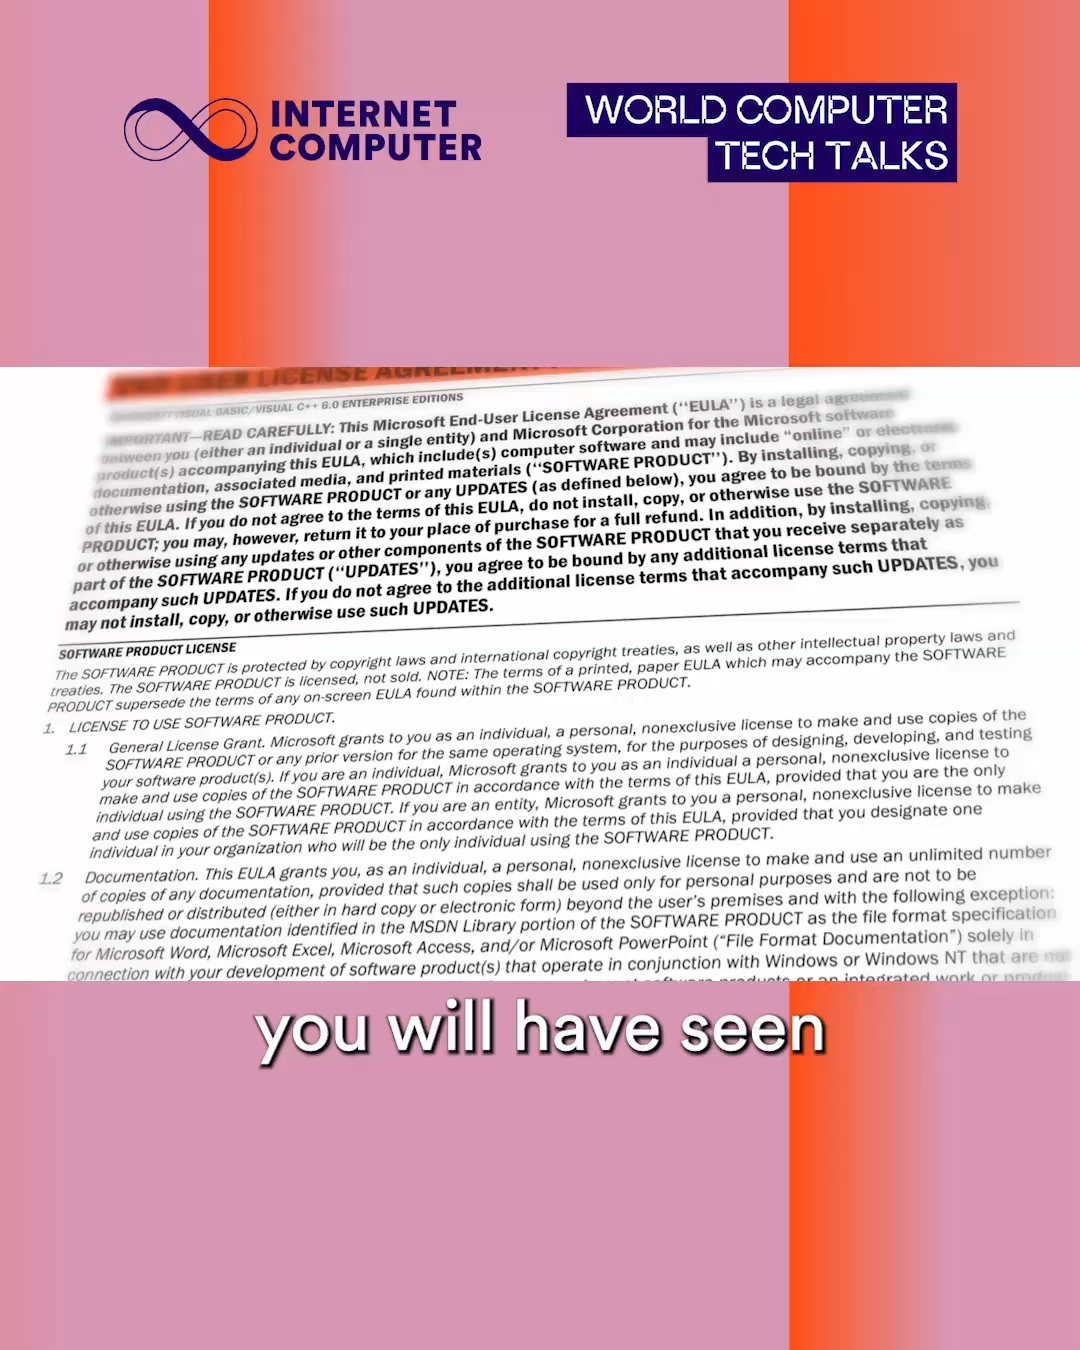 INTERNET
COMPUTER
WORLD COMPUTER
TECH TALKS
USER LICENSE AGREEMENT
VISUAL BASIC/VISUAL C++ 6.0 ENTERPRISE EDITIONS
IMPORTANT—READ CAREFULLY: This Microsoft End-User License Agreement (“EULA”) is a legal agreement
between you (either an individual or a single entity) and Microsoft Corporation for the Microsoft software
product(s) accompanying this EULA, which include(s) computer software and may include “online” or electronic
documentation, associated media, and printed materials (“SOFTWARE PRODUCT”). By installing, copying, or
otherwise using the SOFTWARE PRODUCT or any UPDATES (as defined below), you agree to be bound by the terms
of this EULA. If you do not agree to the terms of this EULA, do not install, copy, or otherwise use the SOFTWARE
PRODUCT; you may, however, return it to your place of purchase for a full refund. In addition, by installing, copying,
or otherwise using any updates or other components of the SOFTWARE PRODUCT that you receive separately as
part of the SOFTWARE PRODUCT (“UPDATES”), you agree to be bound by any additional license terms that
accompany such UPDATES. If you do not agree to the additional license terms that accompany such UPDATES, you
may not install, copy, or otherwise use such UPDATES.
SOFTWARE PRODUCT LICENSE
The SOFTWARE PRODUCT is protected by copyright laws and international copyright treaties, as well as other intellectual property laws and
treaties. The SOFTWARE PRODUCT is licensed, not sold. NOTE: The terms of a printed, paper EULA which may accompany the SOFTWARE
PRODUCT supersede the terms of any on-screen EULA found within the SOFTWARE PRODUCT.
1. LICENSE TO USE SOFTWARE PRODUCT.
1.1 General License Grant. Microsoft grants to you as an individual, a personal, nonexclusive license to make and use copies of the
SOFTWARE PRODUCT or any prior version for the same operating system, for the purposes of designing, developing, and testing
your software product(s). If you are an individual, Microsoft grants to you as an individual a personal, nonexclusive license to
make and use copies of the SOFTWARE PRODUCT in accordance with the terms of this EULA, provided that you are the only
individual using the SOFTWARE PRODUCT. If you are an entity, Microsoft grants to you a personal, nonexclusive license to make
and use copies of the SOFTWARE PRODUCT in accordance with the terms of this EULA, provided that you designate one
individual in your organization who will be the only individual using the SOFTWARE PRODUCT.
1.2 Documentation. This EULA grants you, as an individual, a personal, nonexclusive license to make and use an unlimited number
of copies of any documentation, provided that such copies shall be used only for personal purposes and are not to be
republished or distributed (either in hard copy or electronic form) beyond the user's premises and with the following exception:
you may use documentation identified in the MSDN Library portion of the SOFTWARE PRODUCT as the file format specification
for Microsoft Word, Microsoft Excel, Microsoft Access, and/or Microsoft PowerPoint (“File Format Documentation”) solely in
connection with your development of software product(s) that operate in conjunction with Windows or Windows NT that are not
or an integrated work or product
you will have seen